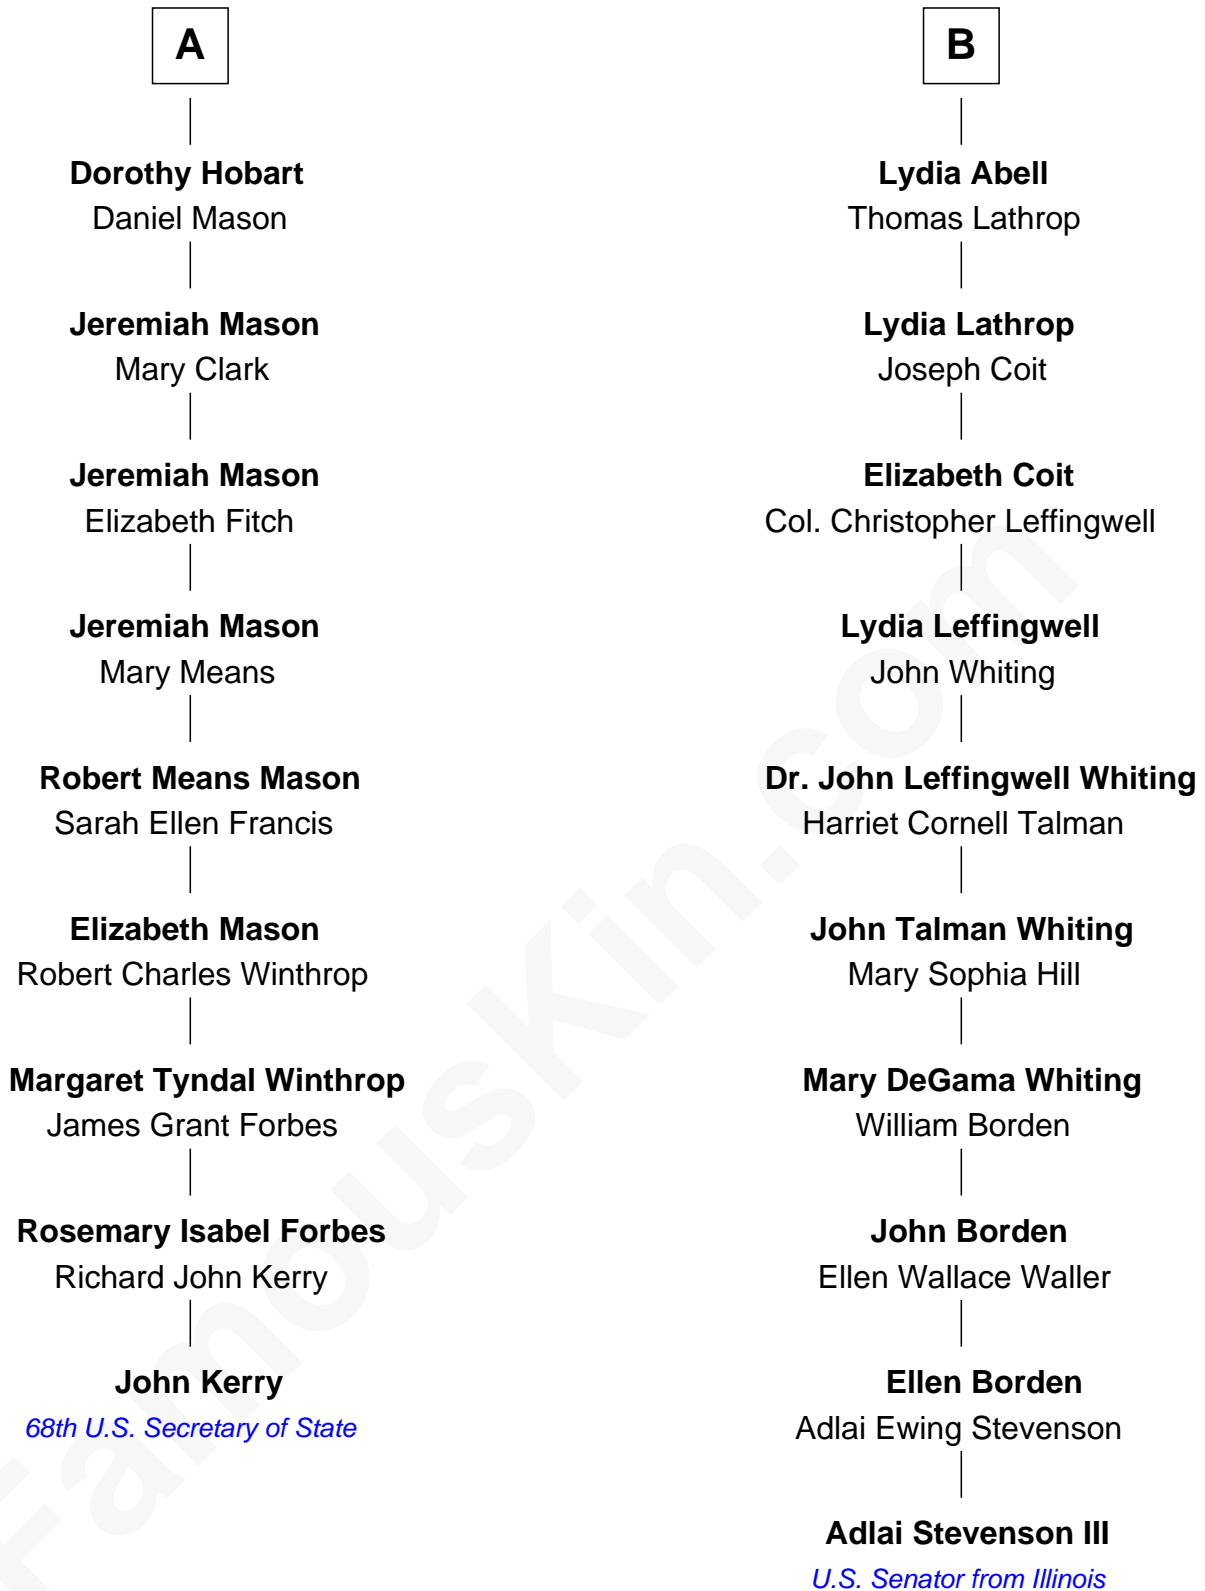 A
Dorothy Hobart
Daniel Mason
Jeremiah Mason
Mary Clark
Jeremiah Mason
Elizabeth Fitch
Jeremiah Mason
Mary Means
Robert Means Mason
Sarah Ellen Francis
Elizabeth Mason
Robert Charles Winthrop
Margaret Tyndal Winthrop
James Grant Forbes
Rosemary Isabel Forbes
Richard John Kerry
John Kerry
68th U.S. Secretary of State
B
Lydia Abell
Thomas Lathrop
Lydia Lathrop
Joseph Coit
Elizabeth Coit
Col. Christopher Leffingwell
Lydia Leffingwell
John Whiting
Dr. John Leffingwell Whiting
Harriet Cornell Talman
John Talman Whiting
Mary Sophia Hill
Mary DeGama Whiting
William Borden
John Borden
Ellen Wallace Waller
Ellen Borden
Adlai Ewing Stevenson
Adlai Stevenson III
U.S. Senator from Illinois
FamousKin.com